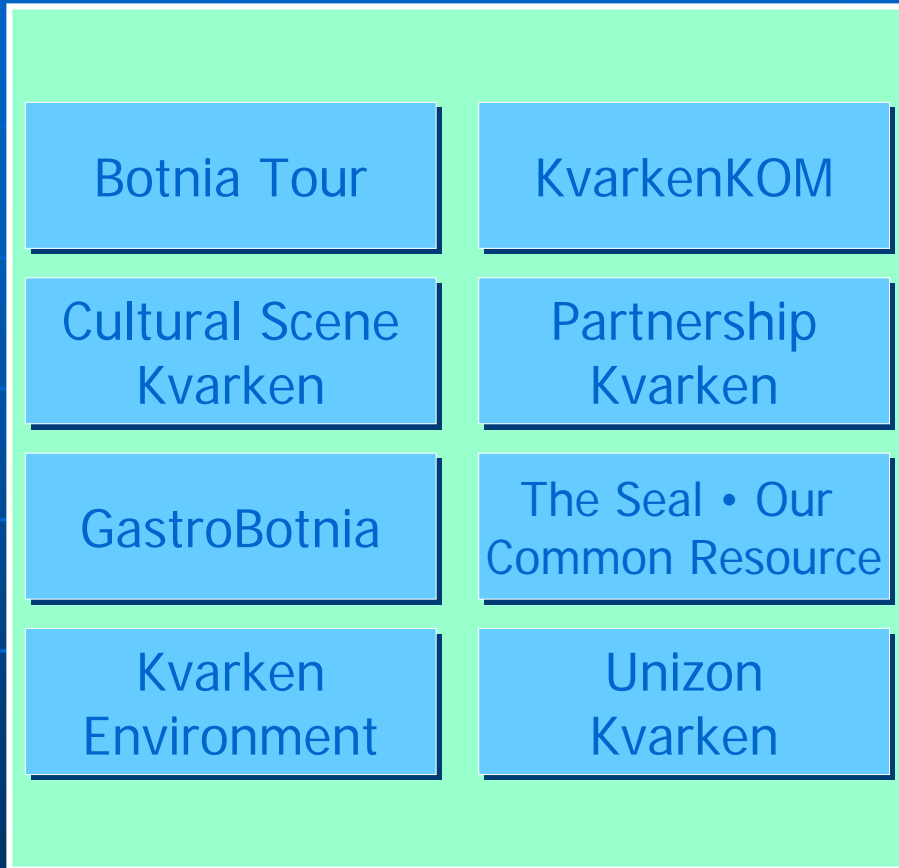 Botnia Tour
KvarkenKOM
Cultural Scene
Kvarken
Partnership
Kvarken
GastroBotnia
The Seal • Our
Common Resource
Kvarken
Environment
Unizon
Kvarken